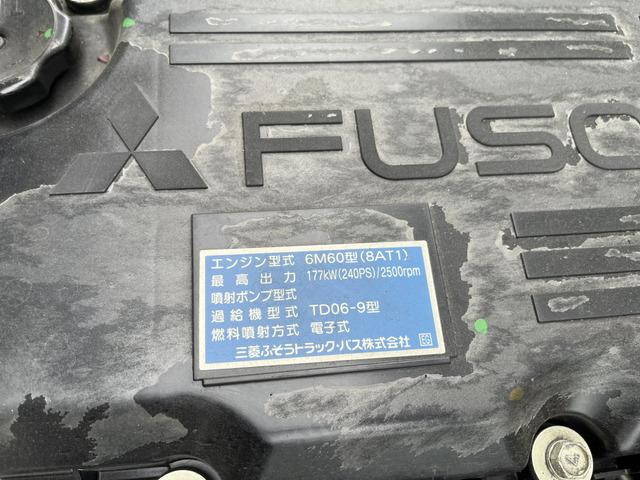 FUSO
エンジン型式 6M60型(8AT1)
最高出力 177kW(240PS)/2500rpm
噴射ポンプ型式
過給機型式 TD06-9型
燃料噴射方式 電子式
三菱ふそうトラック・バス株式会社